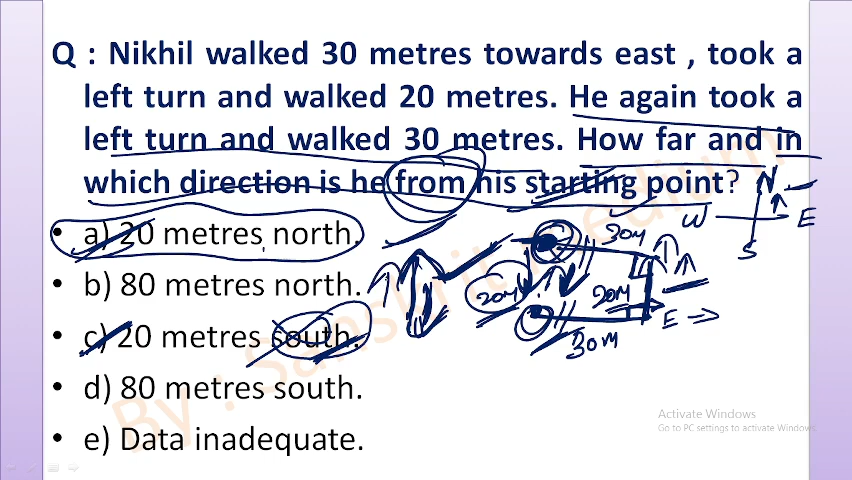 Q : Nikhil walked 30 metres towards east , took a
left turn and walked 20 metres. He again took a
left turn and walked 30 metres. How far and in
which direction is he from his starting point?
N
W E
S
• a) 20 metres north.
30M
• b) 80 metres north.
20M 20M
E
• c) 20 metres south.
30M
• d) 80 metres south.
• e) Data inadequate.
Activate Windows
Go to PC settings to activate Windows.